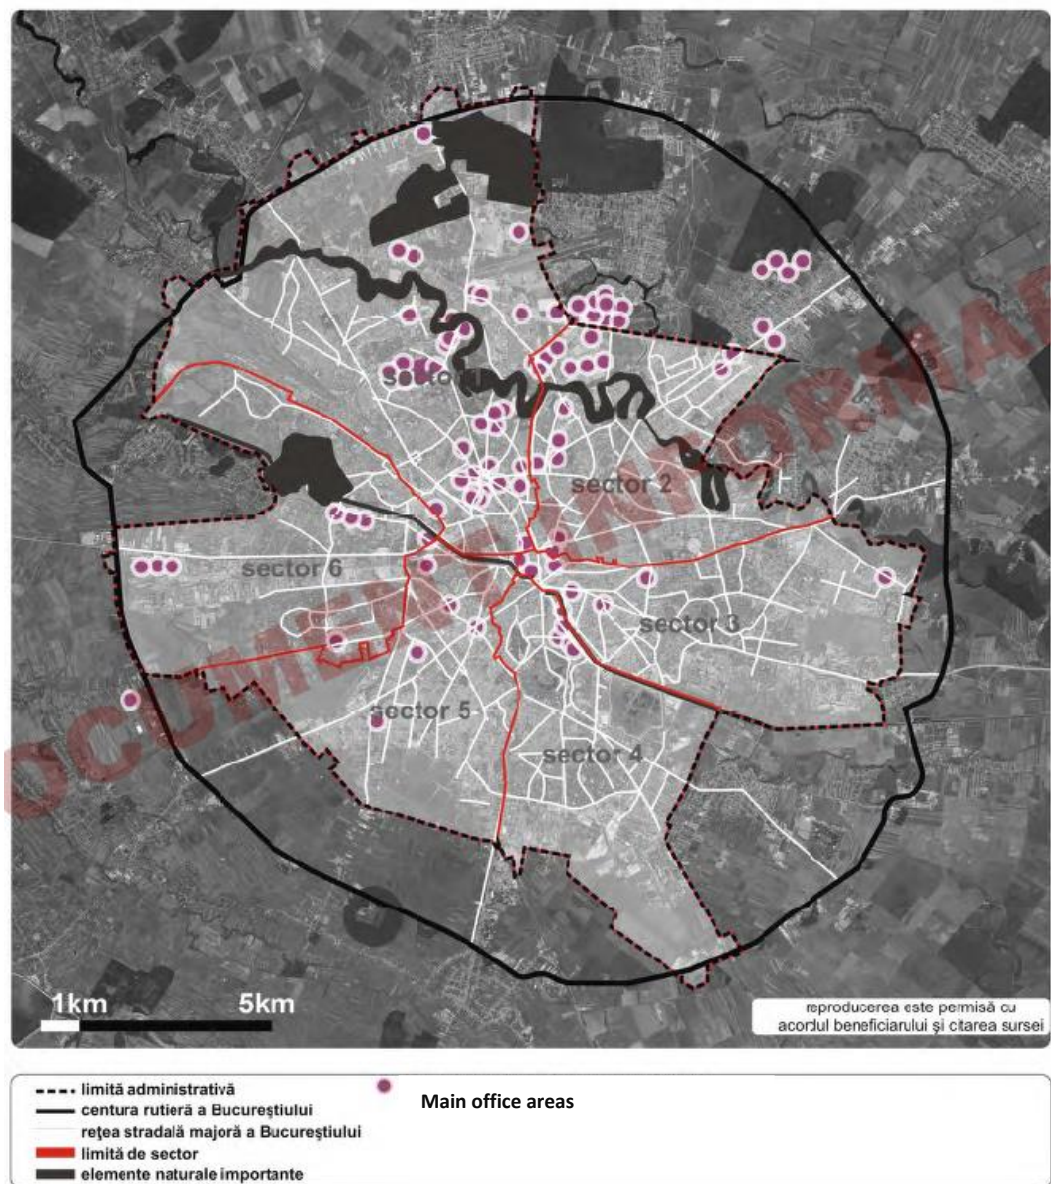 sector 1
sector 2
sector 6
sector 3
sector 5
sector 4
DOCUMENT INFORMAT
1km 5km
reproducerea este permisă cu
acordul beneficiarului și citarea sursei
limită administrativă
centura rutieră a Bucureștiului
rețea stradală majoră a Bucureștiului
limită de sector
elemente naturale importante
Main office areas